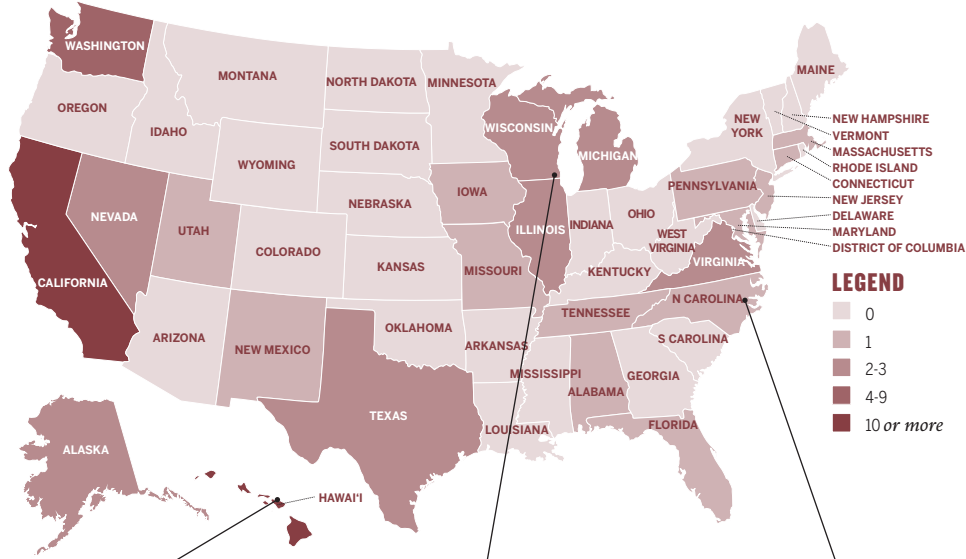 WASHINGTON
MONTANA
NORTH DAKOTA
MINNESOTA
MAINE
OREGON
IDAHO
WYOMING
SOUTH DAKOTA
WISCONSIN
MICHIGAN
NEW
YORK
NEW HAMPSHIRE
VERMONT
MASSACHUSETTS
RHODE ISLAND
CONNECTICUT
NEW JERSEY
DELAWARE
MARYLAND
DISTRICT OF COLUMBIA
NEVADA
UTAH
COLORADO
NEBRASKA
KANSAS
IOWA
MISSOURI
ILLINOIS
INDIANA
OHIO
PENNSYLVANIA
WEST
VIRGINIA
VIRGINIA
KENTUCKY
CALIFORNIA
ARIZONA
NEW MEXICO
OKLAHOMA
ARKANSAS
TENNESSEE
N CAROLINA
S CAROLINA
MISSISSIPPI
ALABAMA
GEORGIA
TEXAS
LOUISIANA
FLORIDA
ALASKA
HAWAI‘I
LEGEND
0
1
2-3
4-9
10 or more